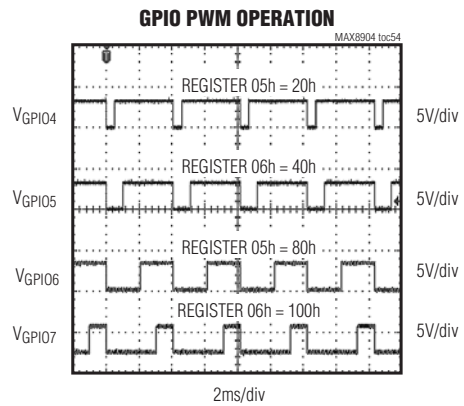 GPIO PWM OPERATION
MAX8904 toc54
REGISTER 05h = 20h
VGPIO4
5V/div
REGISTER 06h = 40h
VGPIO5
5V/div
REGISTER 05h = 80h
VGPIO6
5V/div
REGISTER 06h = 100h
VGPIO7
5V/div
2ms/div